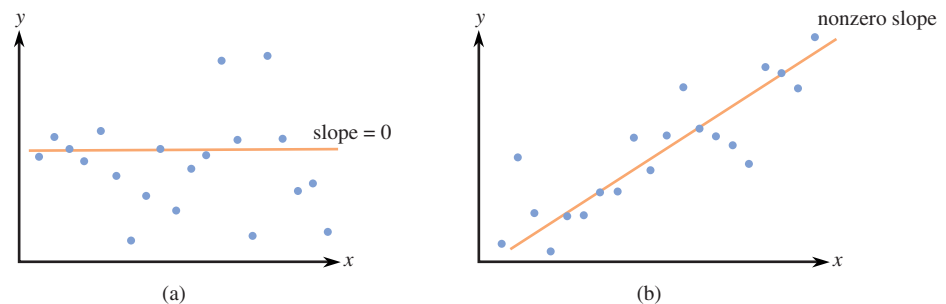 y
slope = 0
x
(a)
y
nonzero slope
x
(b)